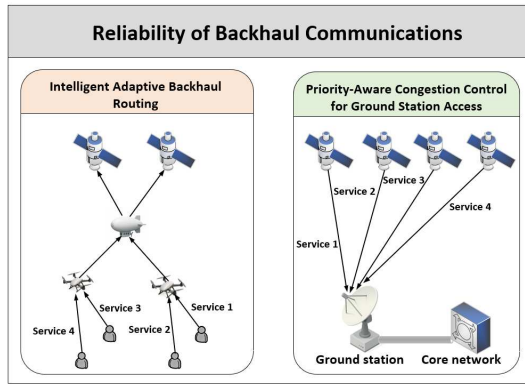 Reliability of Backhaul Communications
Intelligent Adaptive Backhaul
Routing
Service 3
Service 1
Service 4
Service 2
Priority-Aware Congestion Control
for Ground Station Access
Service 3
Service 2
Service 4
Service 1
Ground station
Core network